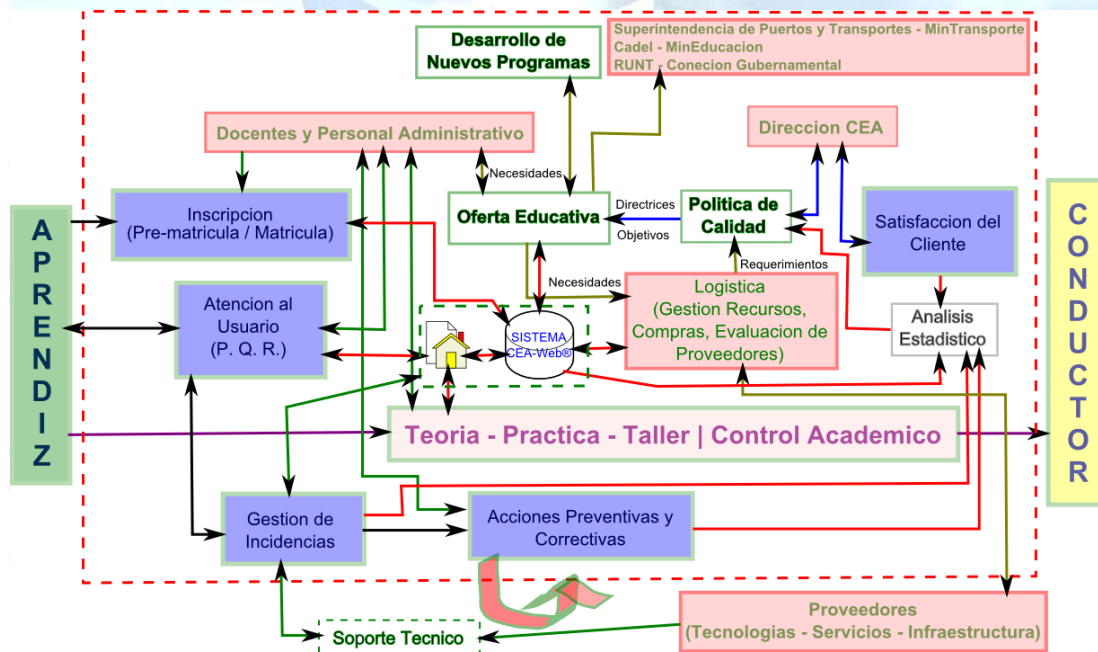 Desarrollo de
Nuevos Programas
Superintendencia de Puertos y Transportes - MinTransporte
Cadel - MinEducacion
RUNT - Conecion Gubernamental
Docentes y Personal Administrativo
Direccion CEA
Necesidades
Inscripcion
(Pre-matricula / Matricula)
Oferta Educativa
Directrices
Objetivos
Politica de
Calidad
Satisfaccion del
Cliente
APRENDIZ
CONDUCTOR
Requerimientos
Necesidades
Atencion al
Usuario
(P. Q. R.)
SISTEMA
CEA-Web®
Logistica
(Gestion Recursos,
Compras, Evaluacion de
Proveedores)
Analisis
Estadistico
Teoria - Practica - Taller | Control Academico
Gestion de
Incidencias
Acciones Preventivas y
Correctivas
Soporte Tecnico
Proveedores
(Tecnologias - Servicios - Infraestructura)